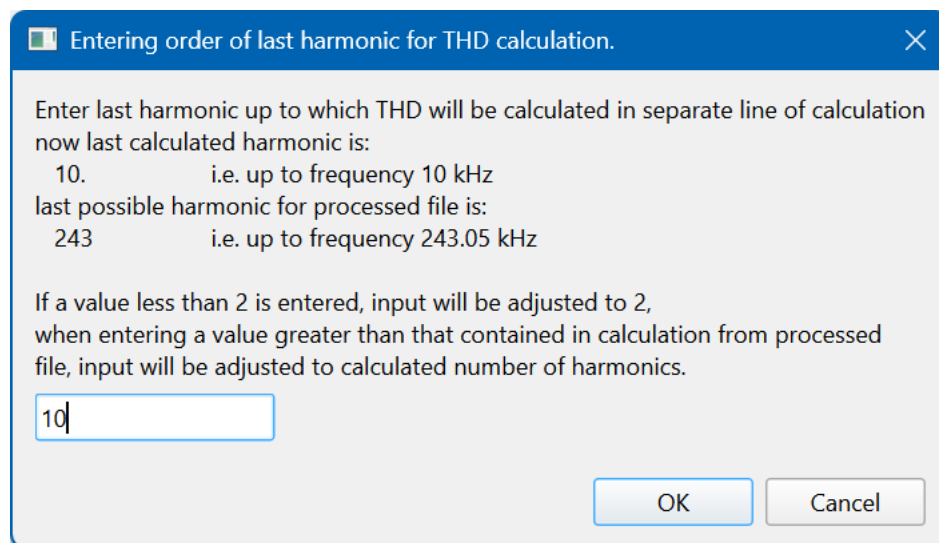 Entering order of last harmonic for THD calculation.
Enter last harmonic up to which THD will be calculated in separate line of calculation
now last calculated harmonic is:
10. i.e. up to frequency 10 kHz
last possible harmonic for processed file is:
243 i.e. up to frequency 243.05 kHz
If a value less than 2 is entered, input will be adjusted to 2,
when entering a value greater than that contained in calculation from processed
file, input will be adjusted to calculated number of harmonics.
10
OK Cancel